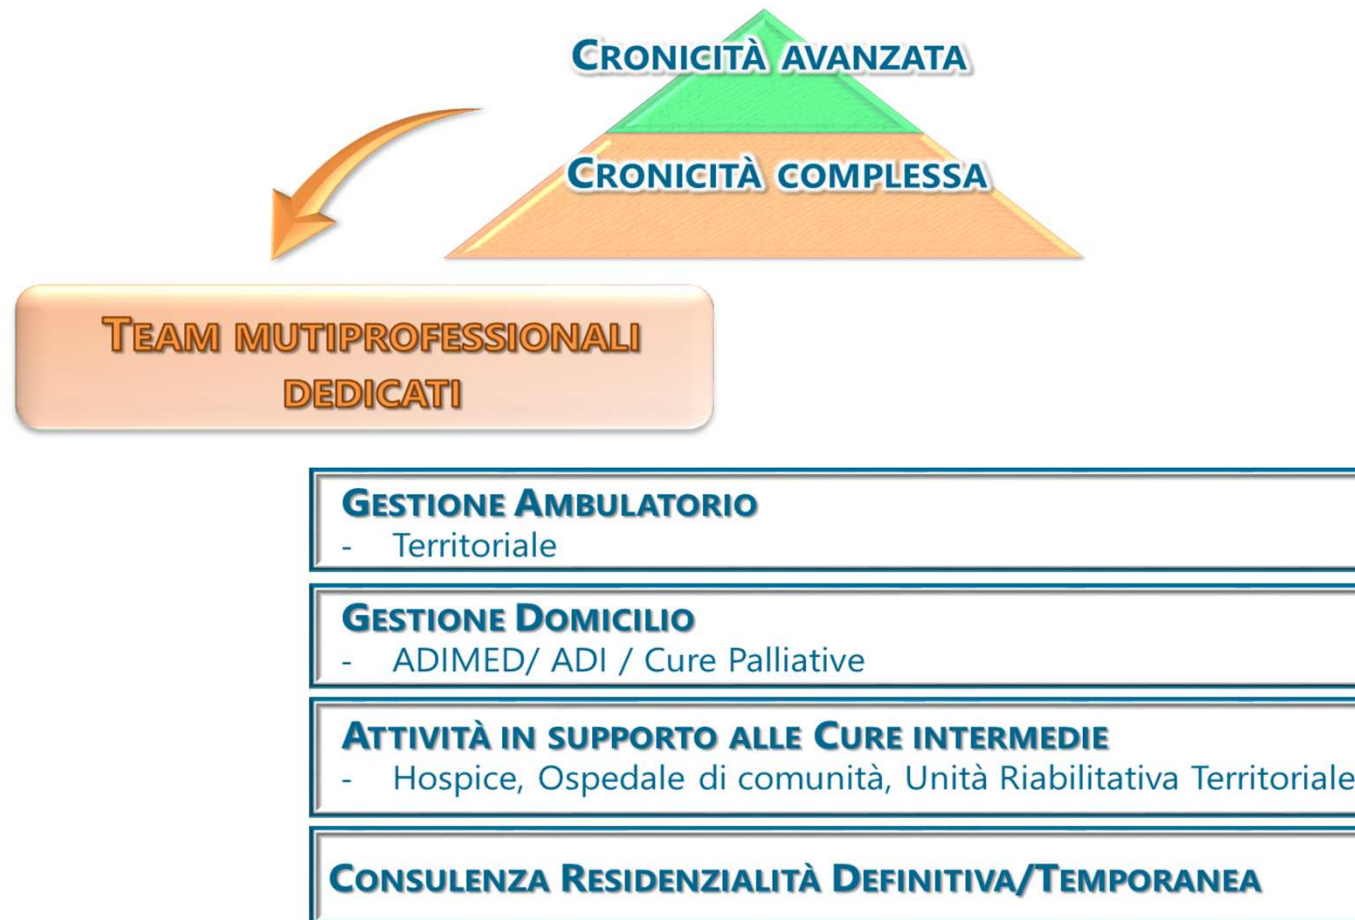 CRONICITÀ AVANZATA
CRONICITÀ COMPLESSA
TEAM MUTIPROFESSIONALI
DEDICATI
GESTIONE AMBULATORIO
- Territoriale
GESTIONE DOMICILIO
- ADIMED/ ADI / Cure Palliative
ATTIVITÀ IN SUPPORTO ALLE CURE INTERMEDIE
- Hospice, Ospedale di comunità, Unità Riabilitativa Territoriale
CONSULENZA RESIDENZIALITÀ DEFINITIVA/TEMPORANEA